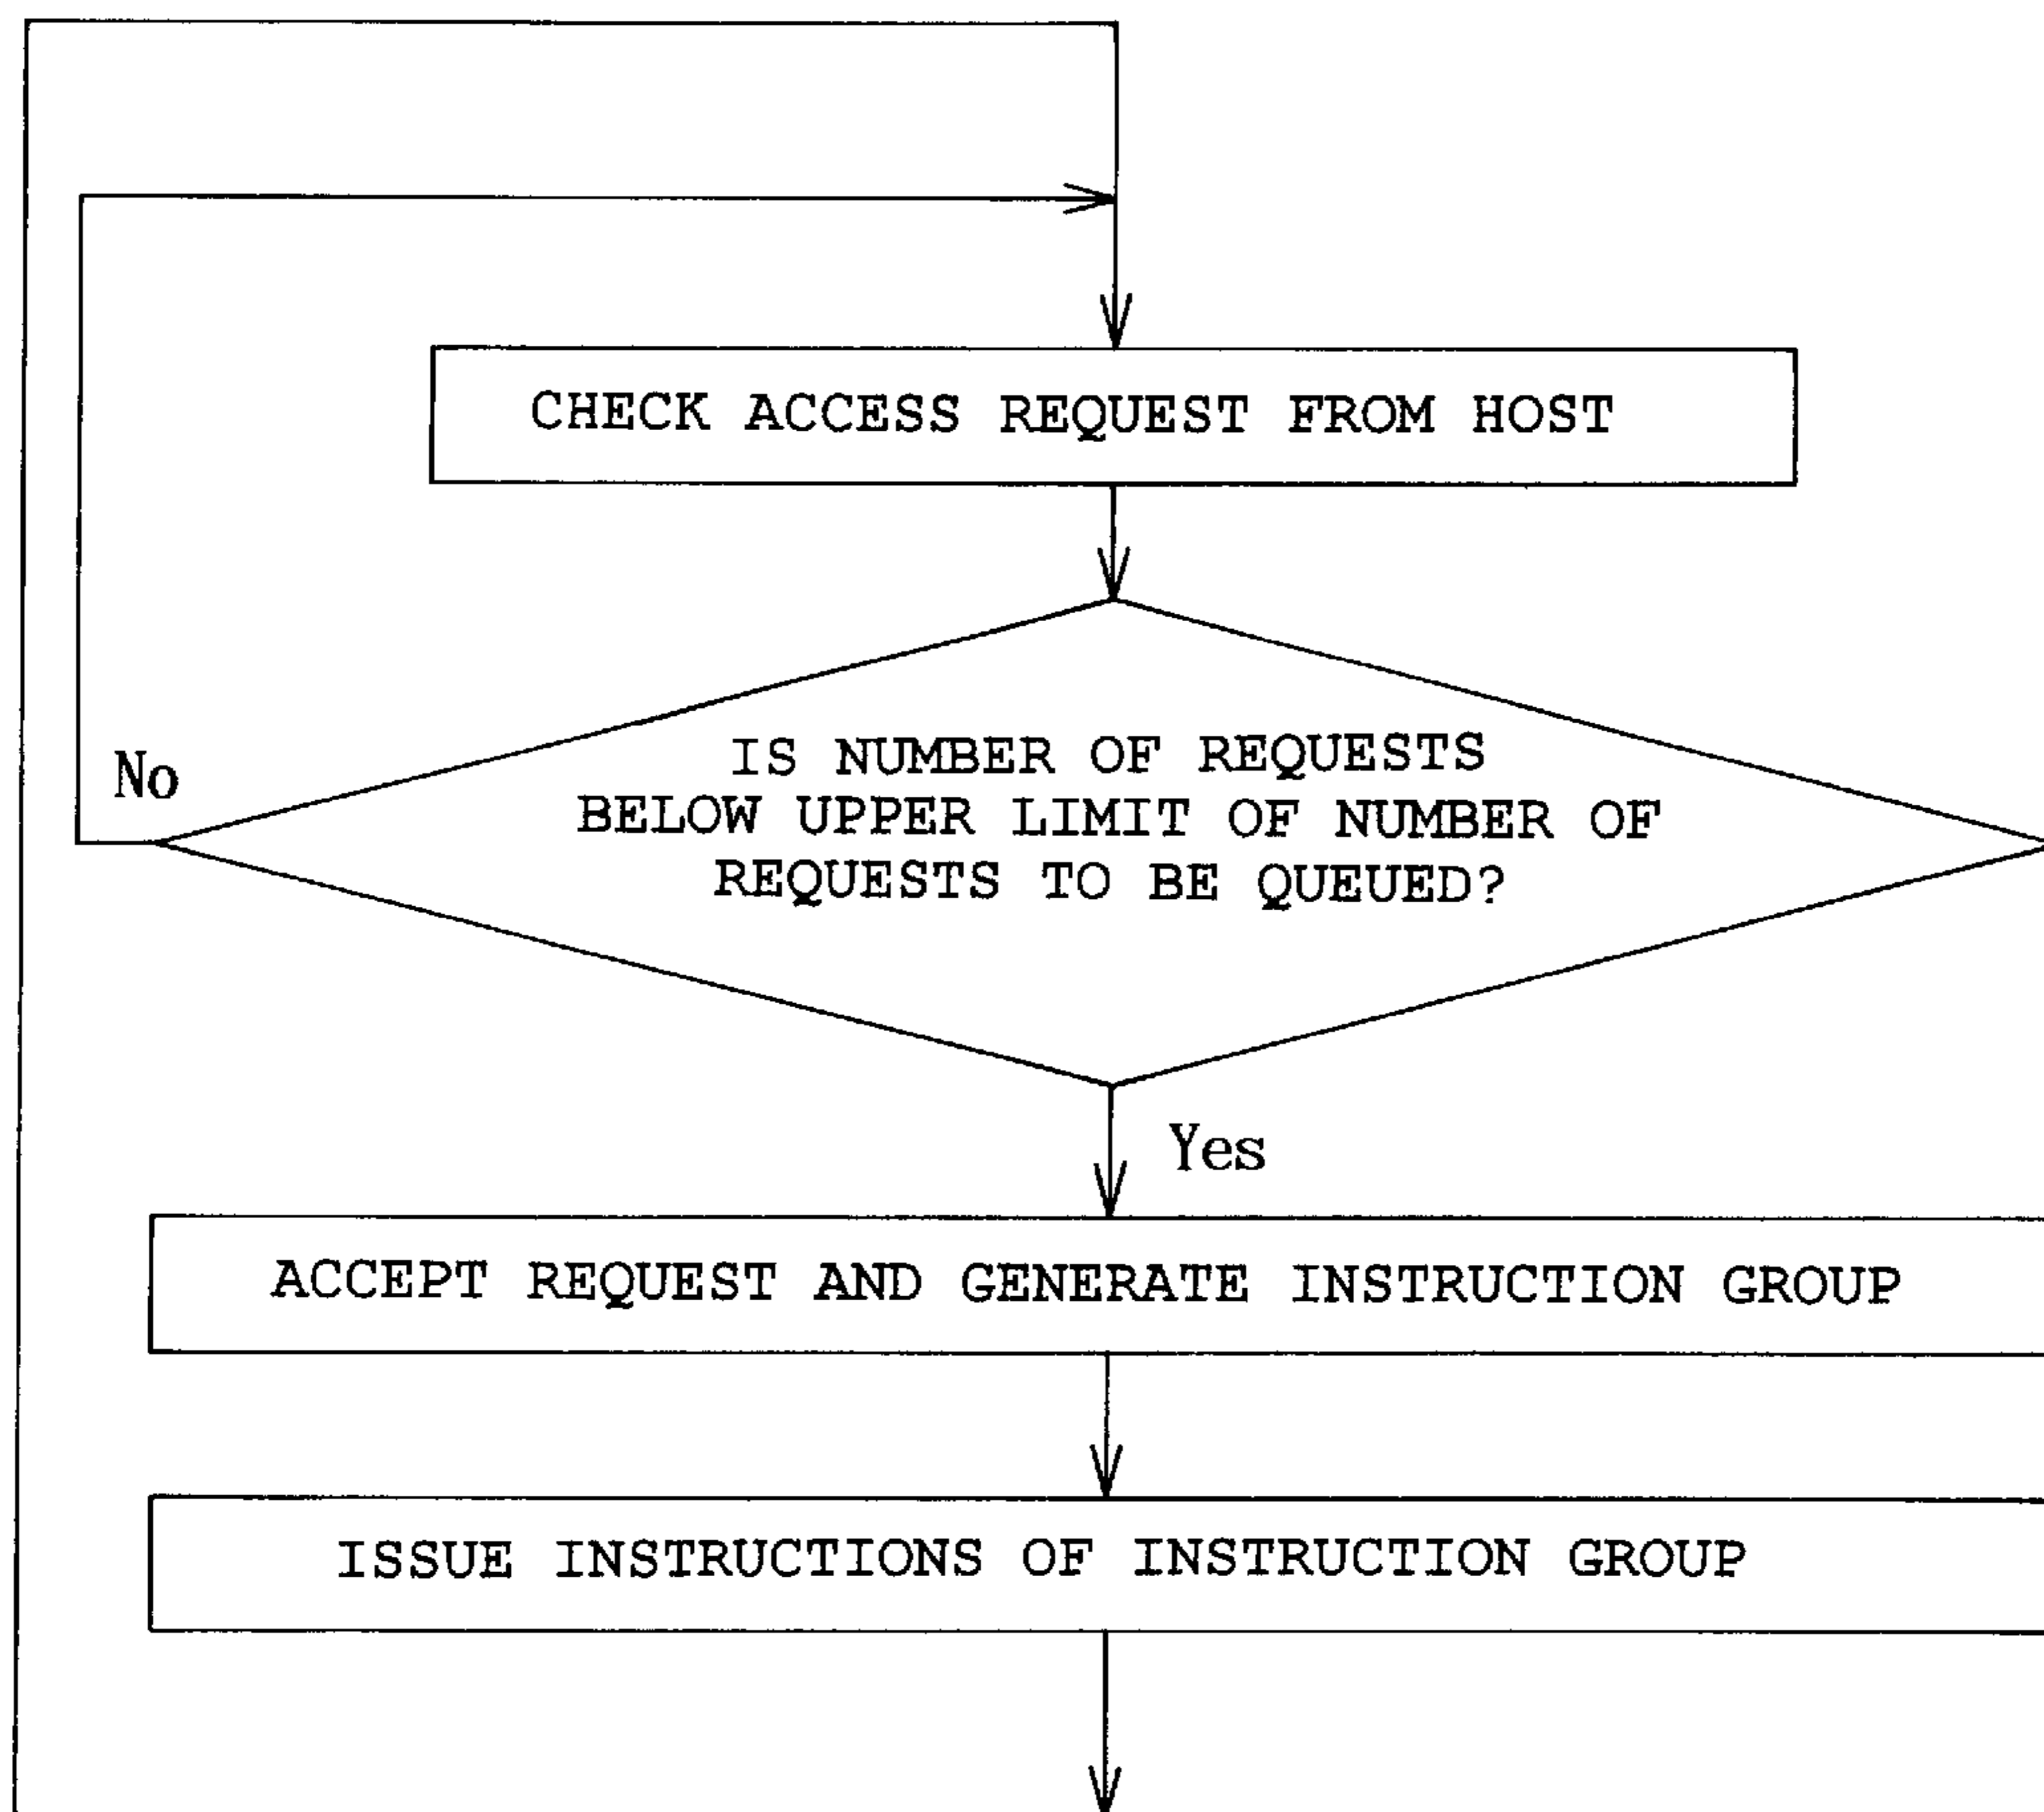 CHECK ACCESS REQUEST FROM HOST
IS NUMBER OF REQUESTS
BELOW UPPER LIMIT OF NUMBER OF
REQUESTS TO BE QUEUED?
No
Yes
ACCEPT REQUEST AND GENERATE INSTRUCTION GROUP
ISSUE INSTRUCTIONS OF INSTRUCTION GROUP